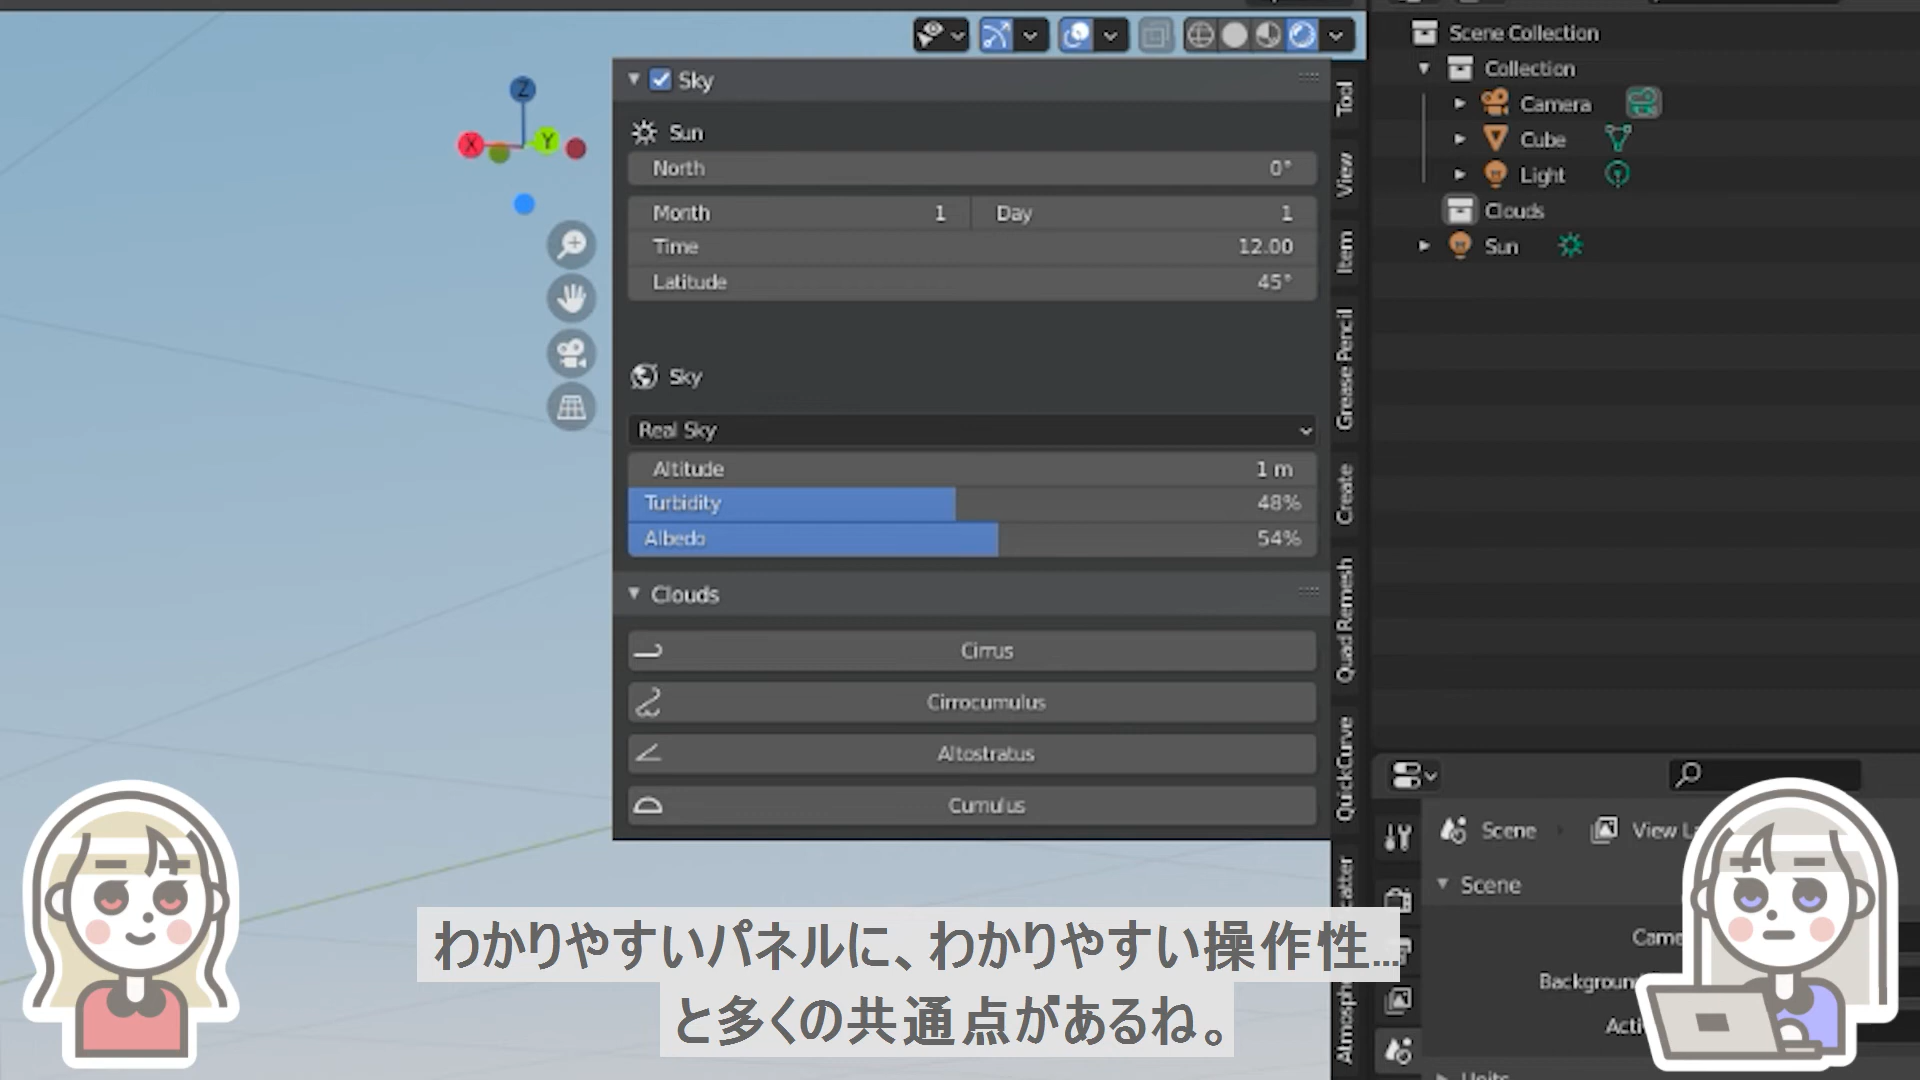 Sky
Sun
North 0°
Month 1 Day 1
Time 12.00
Latitude 45°
Sky
Real Sky
Altitude 1 m
Turbidity 48%
Albedo 54%
Clouds
Cirrus
Cirrocumulus
Altostratus
Cumulus
Z
X
Y
Tool
View
Item
Grease Pencil
Create
Quad Remesh
QuickCurve
Scene Collection
Collection
Camera
Cube
Light
Clouds
Sun
Scene
View
Scene
わかりやすいパネルに、わかりやすい操作性...
と多くの共通点があるね。